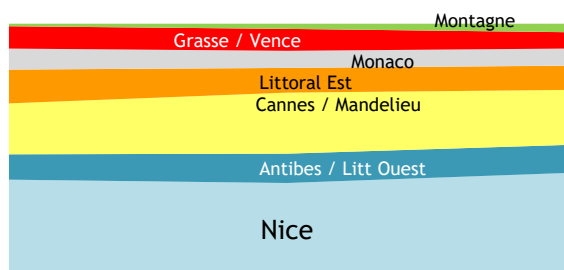 Montagne
Grasse / Vence
Monaco
Littoral Est
Cannes / Mandelieu
Antibes / Litt Ouest
Nice